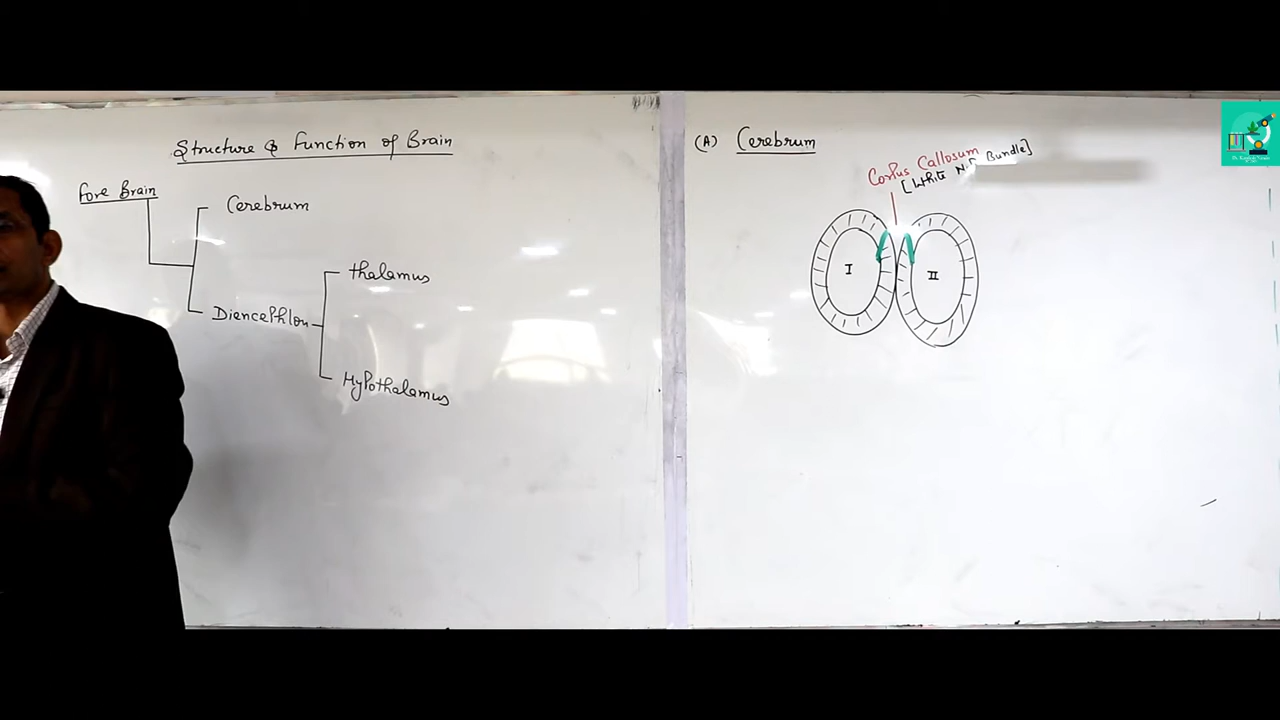 Structure & Function of Brain
Fore Brain
Cerebrum
Diencephlon
thalamus
Hypothalamus
(A) Cerebrum
Corpus Callosum
[White N.F Bundle]
I
II